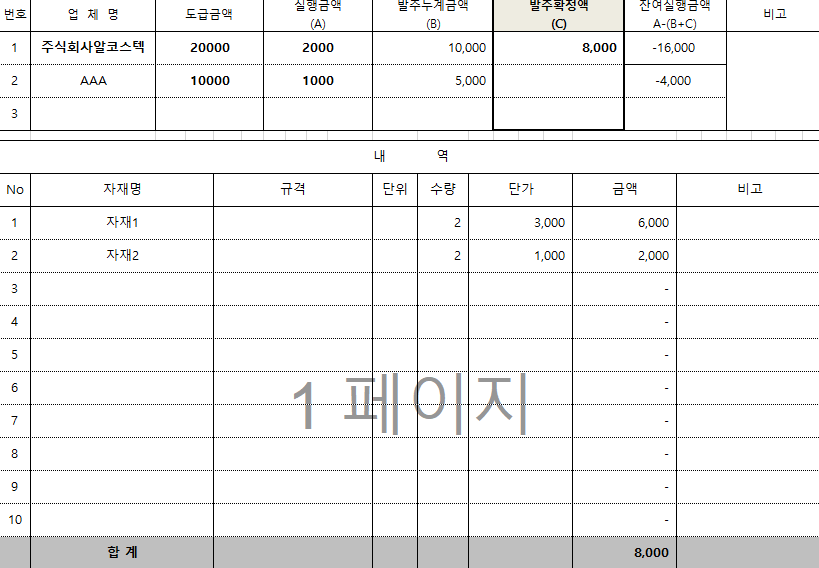 번호 업 체 명 도급금액 실행금액 (A) 발주누계금액 (B) 발주확정액 (C) 잔여실행금액 A-(B+C) 비고
1 주식회사알코스텍 20000 2000 10,000 8,000 -16,000
2 AAA 10000 1000 5,000 -4,000
3
내 역
No 자재명 규격 단위 수량 단가 금액 비고
1 자재1 2 3,000 6,000
2 자재2 2 1,000 2,000
3 -
4 -
5 -
6 -
1 페이지
7 -
8 -
9 -
10 -
합 계 8,000